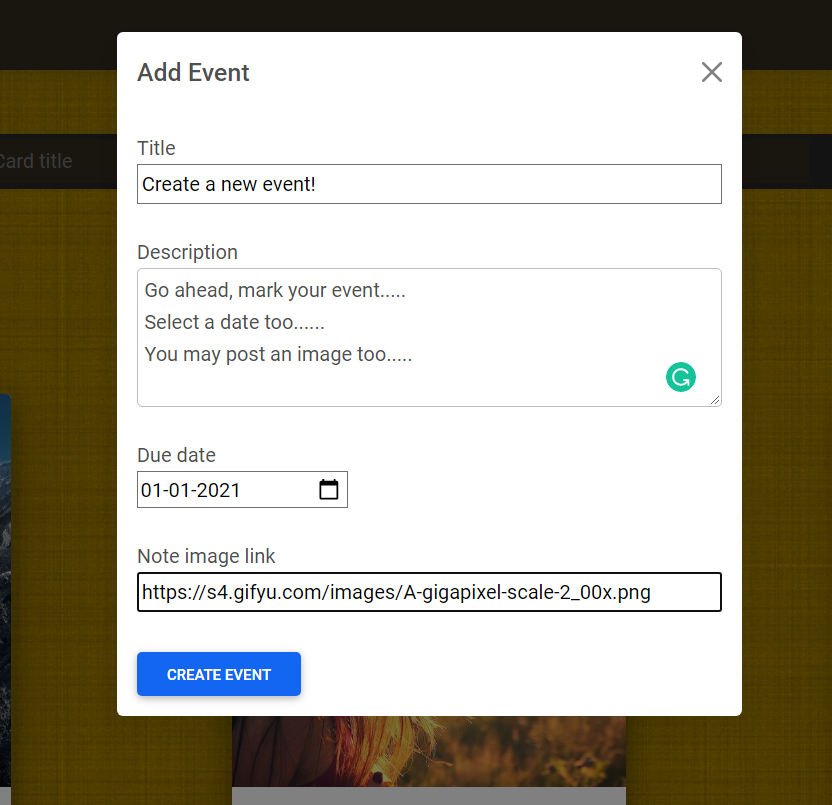 Add Event
Card title
Title
Create a new event!
Description
Go ahead, mark your event.....
Select a date too......
You may post an image too.....
Due date
01-01-2021
Note image link
https://s4.gifyu.com/images/A-gigapixel-scale-2_00x.png
CREATE EVENT